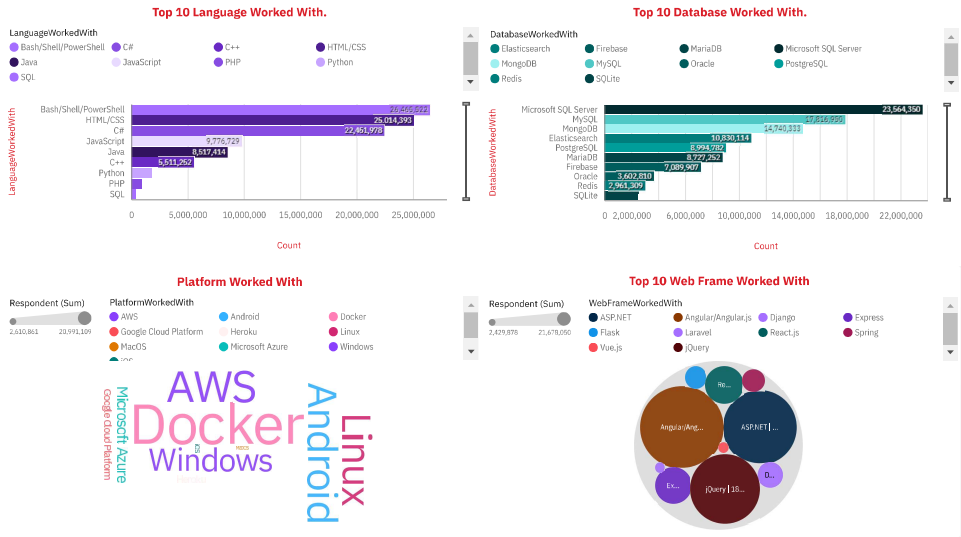 Top 10 Language Worked With.
LanguageWorkedWith
Bash/Shell/PowerShell C# C++ HTML/CSS
Java JavaScript PHP Python
SQL
LanguageWorkedWith
Bash/Shell/PowerShell
HTML/CSS 25,014,393
C# 22,451,978
JavaScript 9,776,729
Java 8,517,414
C++ 5,511,252
Python
PHP
SQL
0 5,000,000 10,000,000 15,000,000 20,000,000 25,000,000
Count
Top 10 Database Worked With.
DatabaseWorkedWith
Elasticsearch Firebase MariaDB Microsoft SQL Server
MongoDB MySQL Oracle PostgreSQL
Redis SQLite
DatabaseWorkedWith
Microsoft SQL Server 23,564,350
MySQL
MongoDB 14,740,333
Elasticsearch 10,830,114
PostgreSQL 8,994,782
MariaDB 8,727,252
Firebase 7,089,907
Oracle 3,602,810
Redis 2,961,309
SQLite
0 2,000,000 6,000,000 10,000,000 14,000,000 18,000,000 22,000,000
Count
Platform Worked With
Respondent (Sum)
2,610,861 20,991,109
PlatformWorkedWith
AWS Android Docker
Google Cloud Platform Heroku Linux
MacOS Microsoft Azure Windows
iOS
AWS
Docker
Windows
Android
Linux
Microsoft Azure
Google Cloud Platform
iOS
MacOS
Heroku
Top 10 Web Frame Worked With
Respondent (Sum)
2,429,878 21,679,050
WebFrameWorkedWith
ASP.NET Angular/Angular.js Django Express
Flask Laravel React.js Spring
Vue.js jQuery
Re...
Angular/Ang...
ASP.NET | ...
Ex...
jQuery | 18...
D...